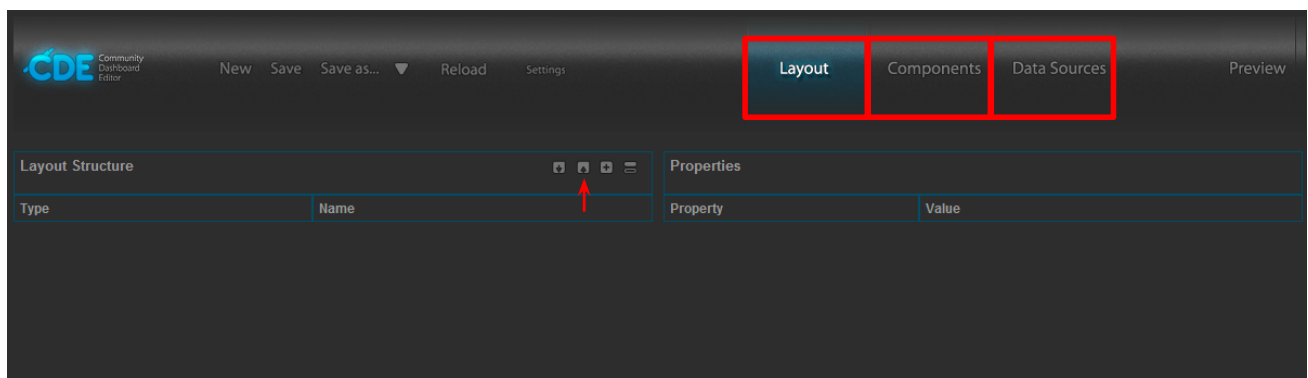 CDE Community
Dashboard
Editor
New Save Save as... Reload Settings Layout Components Data Sources Preview
Layout Structure Properties
Type Name Property Value